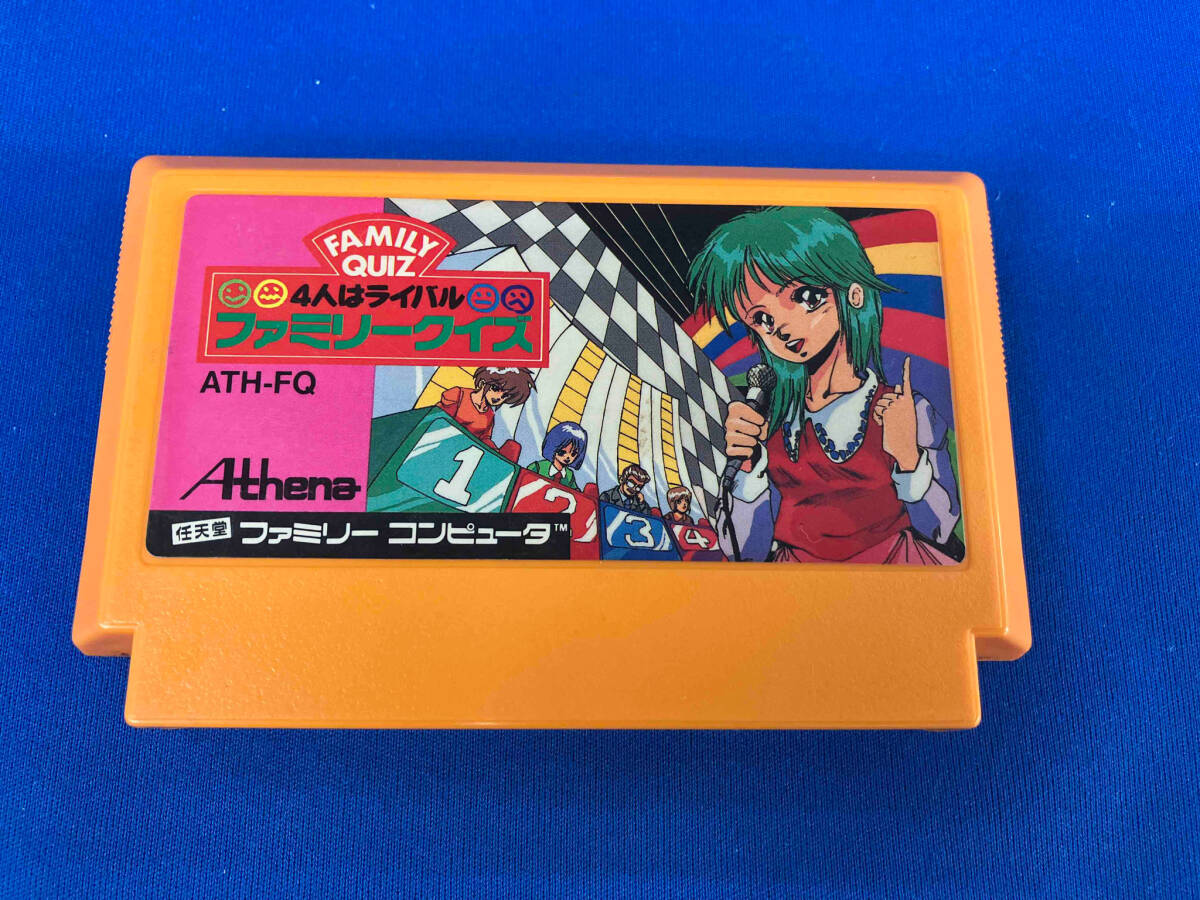 FAMILY
QUIZ
4人はライバル
ファミリークイズ
ATH-FQ
Athena
1
2
3
4
任天堂 ファミリー コンピュータ™